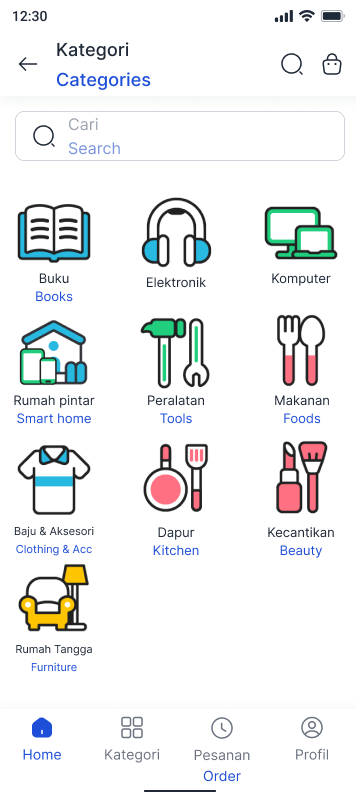 12:30
Kategori
Categories
Cari
Search
Buku
Books
Elektronik
Komputer
Rumah pintar
Smart home
Peralatan
Tools
Makanan
Foods
Baju & Aksesori
Clothing & Acc
Dapur
Kitchen
Kecantikan
Beauty
Rumah Tangga
Furniture
Home
Kategori
Pesanan
Order
Profil